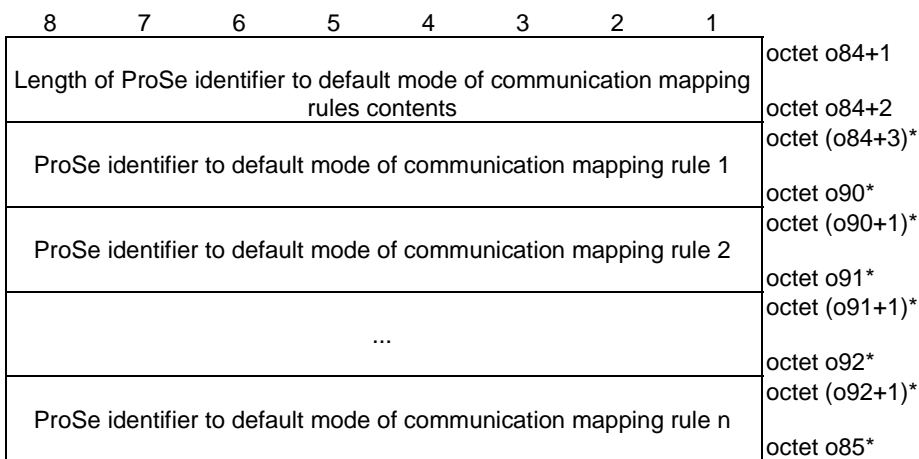 8 7 6 5 4 3 2 1
octet o84+1
Length of ProSe identifier to default mode of communication mapping
rules contents
octet o84+2
octet (o84+3)*
ProSe identifier to default mode of communication mapping rule 1
octet o90*
octet (o90+1)*
ProSe identifier to default mode of communication mapping rule 2
octet o91*
octet (o91+1)*
...
octet o92*
octet (o92+1)*
ProSe identifier to default mode of communication mapping rule n
octet o85*